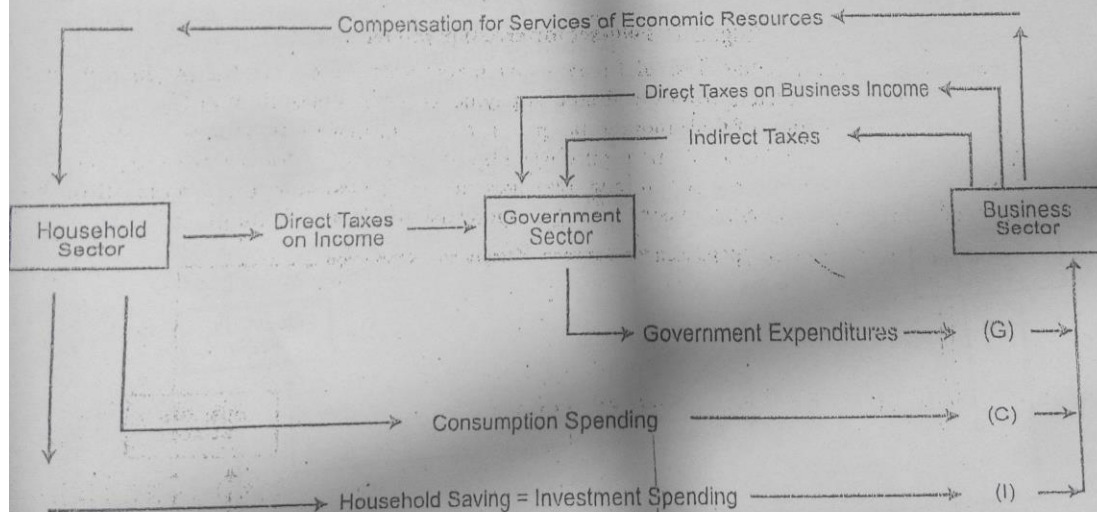 Compensation for Services of Economic Resources
Direct Taxes on Business Income
Indirect Taxes
Household
Sector
Direct Taxes
on Income
Government
Sector
Business
Sector
Government Expenditures
(G)
Consumption Spending
(C)
Household Saving = Investment Spending
(I)